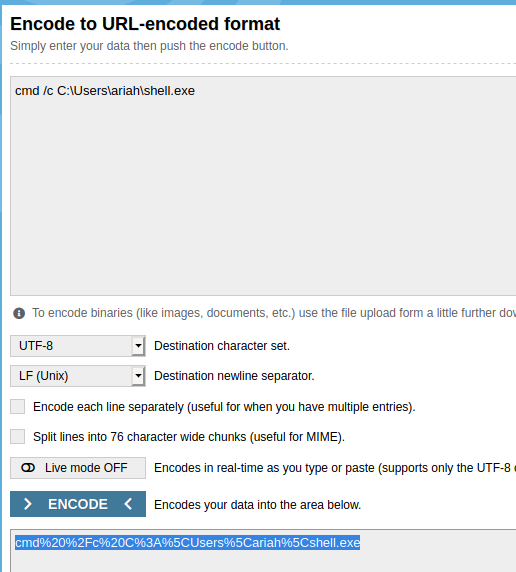 Encode to URL-encoded format
Simply enter your data then push the encode button.
cmd /c C:\Users\ariah\shell.exe
To encode binaries (like images, documents, etc.) use the file upload form a little further
UTF-8 Destination character set.
LF (Unix) Destination newline separator.
Encode each line separately (useful for when you have multiple entries).
Split lines into 76 character wide chunks (useful for MIME).
Live mode OFF Encodes in real-time as you type or paste (supports only the UTF-8
> ENCODE < Encodes your data into the area below.
cmd%20%2Fc%20C%3A%5CUsers%5Cariah%5Cshell.exe